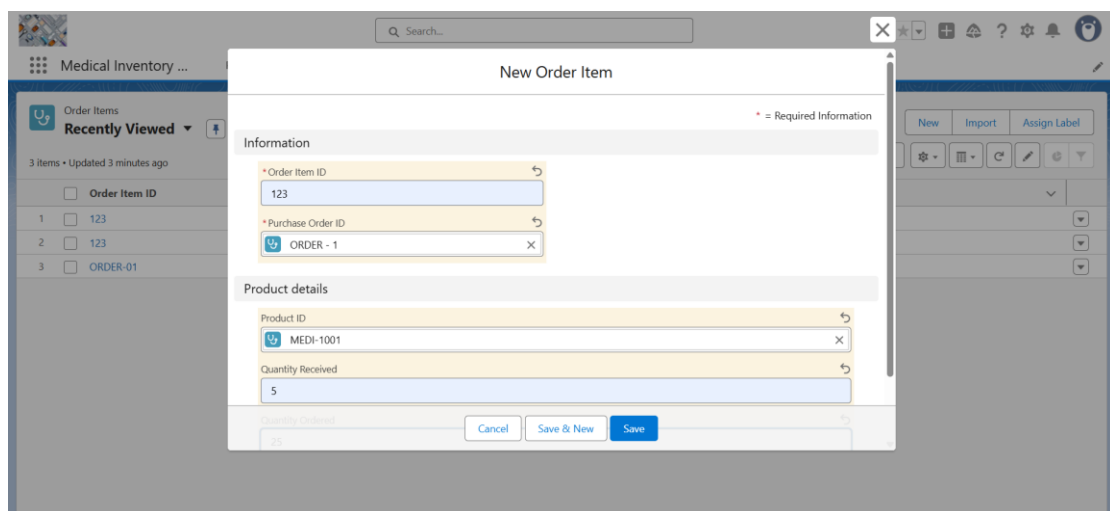 Search...
Medical Inventory ...
New Order Item
Order Items
Recently Viewed
* = Required Information
New Import Assign Label
Information
3 items • Updated 3 minutes ago
* Order Item ID
Order Item ID
123
1 123
* Purchase Order ID
2 123
ORDER - 1
3 ORDER-01
Product details
Product ID
MEDI-1001
Quantity Received
5
Quantity Ordered
25
Cancel Save & New Save